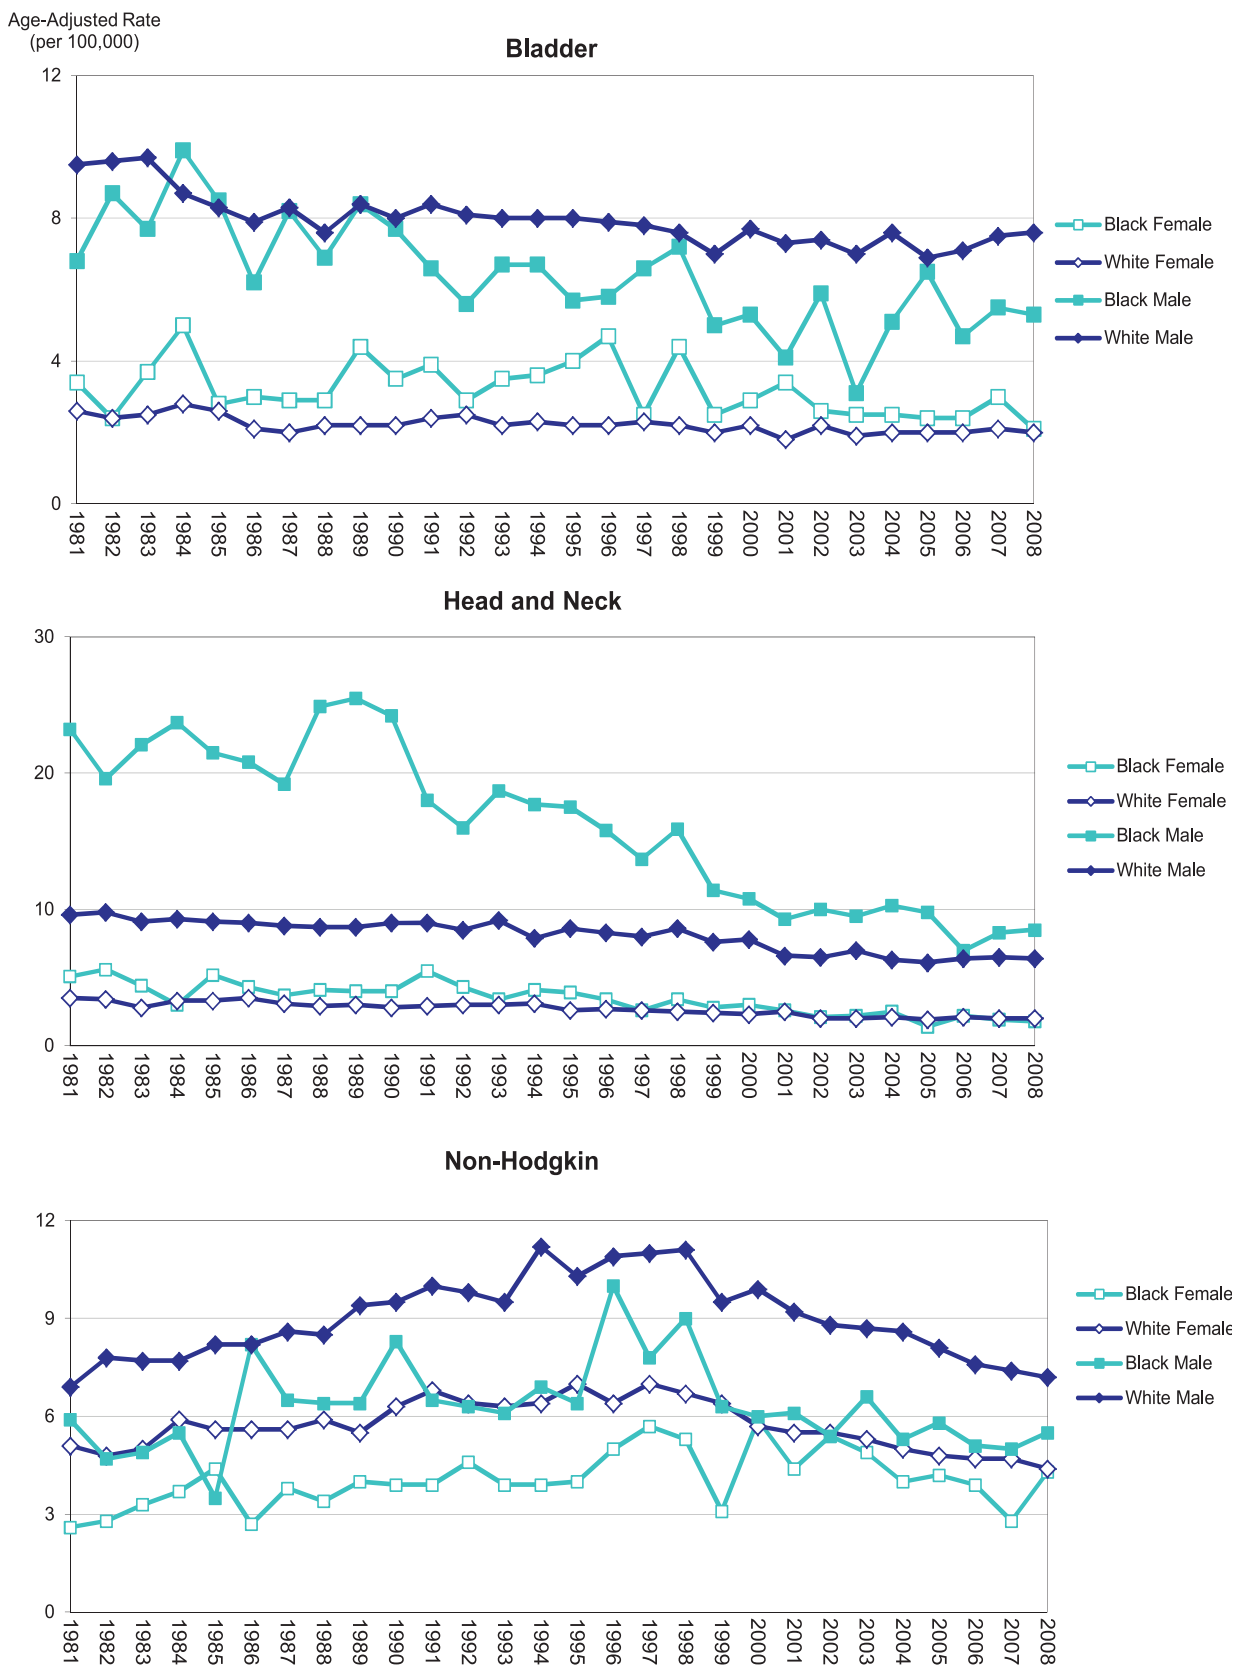 Age-Adjusted Rate
(per 100,000)
Bladder
12
8
4
0
1981 1982 1983 1984 1985 1986 1987 1988 1989 1990 1991 1992 1993 1994 1995 1996 1997 1998 1999 2000 2001 2002 2003 2004 2005 2006 2007 2008
Black Female
White Female
Black Male
White Male
Head and Neck
30
20
10
0
1981 1982 1983 1984 1985 1986 1987 1988 1989 1990 1991 1992 1993 1994 1995 1996 1997 1998 1999 2000 2001 2002 2003 2004 2005 2006 2007 2008
Black Female
White Female
Black Male
White Male
Non-Hodgkin
12
9
6
3
0
1981 1982 1983 1984 1985 1986 1987 1988 1989 1990 1991 1992 1993 1994 1995 1996 1997 1998 1999 2000 2001 2002 2003 2004 2005 2006 2007 2008
Black Female
White Female
Black Male
White Male